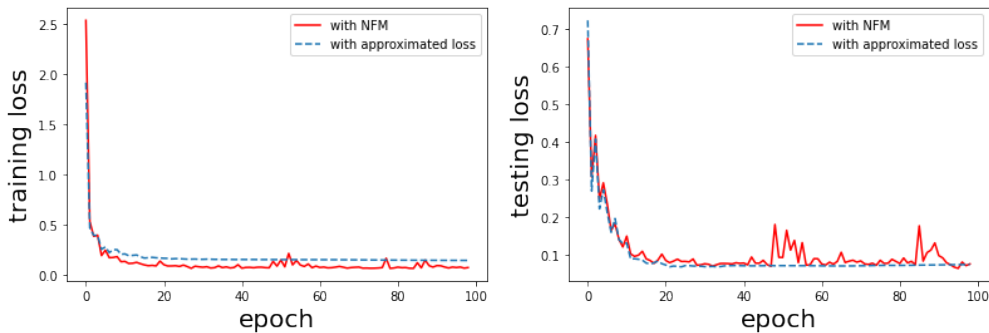 with NFM
with approximated loss
training loss
2.5
2.0
1.5
1.0
0.5
0.0
0 20 40 60 80 100
epoch
with NFM
with approximated loss
testing loss
0.7
0.6
0.5
0.4
0.3
0.2
0.1
0 20 40 60 80 100
epoch